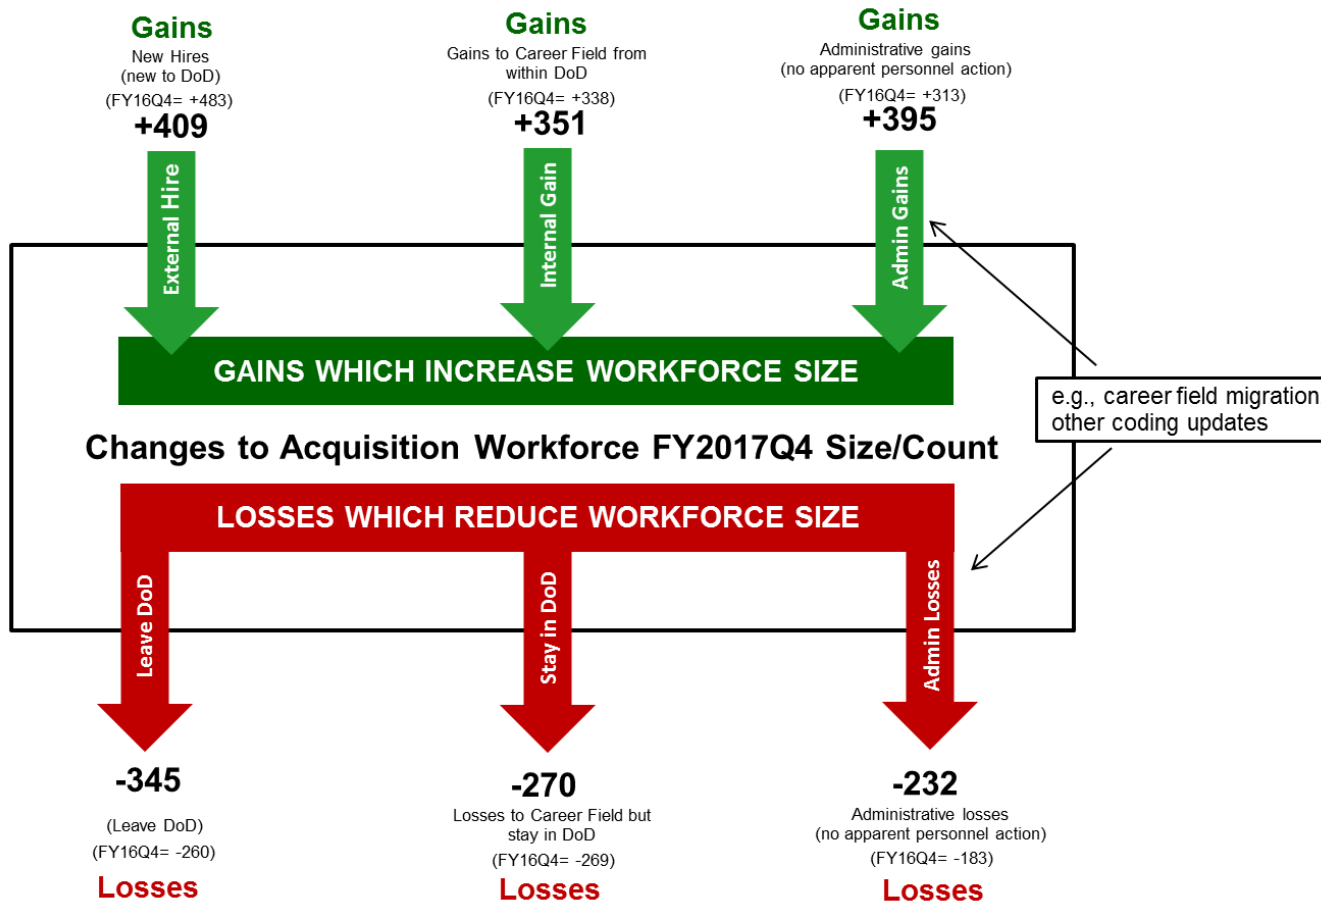 Gains
New Hires
(new to DoD)
(FY16Q4= +483)
+409
External Hire
Gains
Gains to Career Field from
within DoD
(FY16Q4= +338)
+351
Internal Gain
Gains
Administrative gains
(no apparent personnel action)
(FY16Q4= +313)
+395
Admin Gains
GAINS WHICH INCREASE WORKFORCE SIZE
e.g., career field migration
other coding updates
Changes to Acquisition Workforce FY2017Q4 Size/Count
LOSSES WHICH REDUCE WORKFORCE SIZE
Leave DoD
-345
(Leave DoD)
(FY16Q4= -260)
Losses
Stay in DoD
-270
Losses to Career Field but
stay in DoD
(FY16Q4= -269)
Losses
Admin Losses
-232
Administrative losses
(no apparent personnel action)
(FY16Q4= -183)
Losses